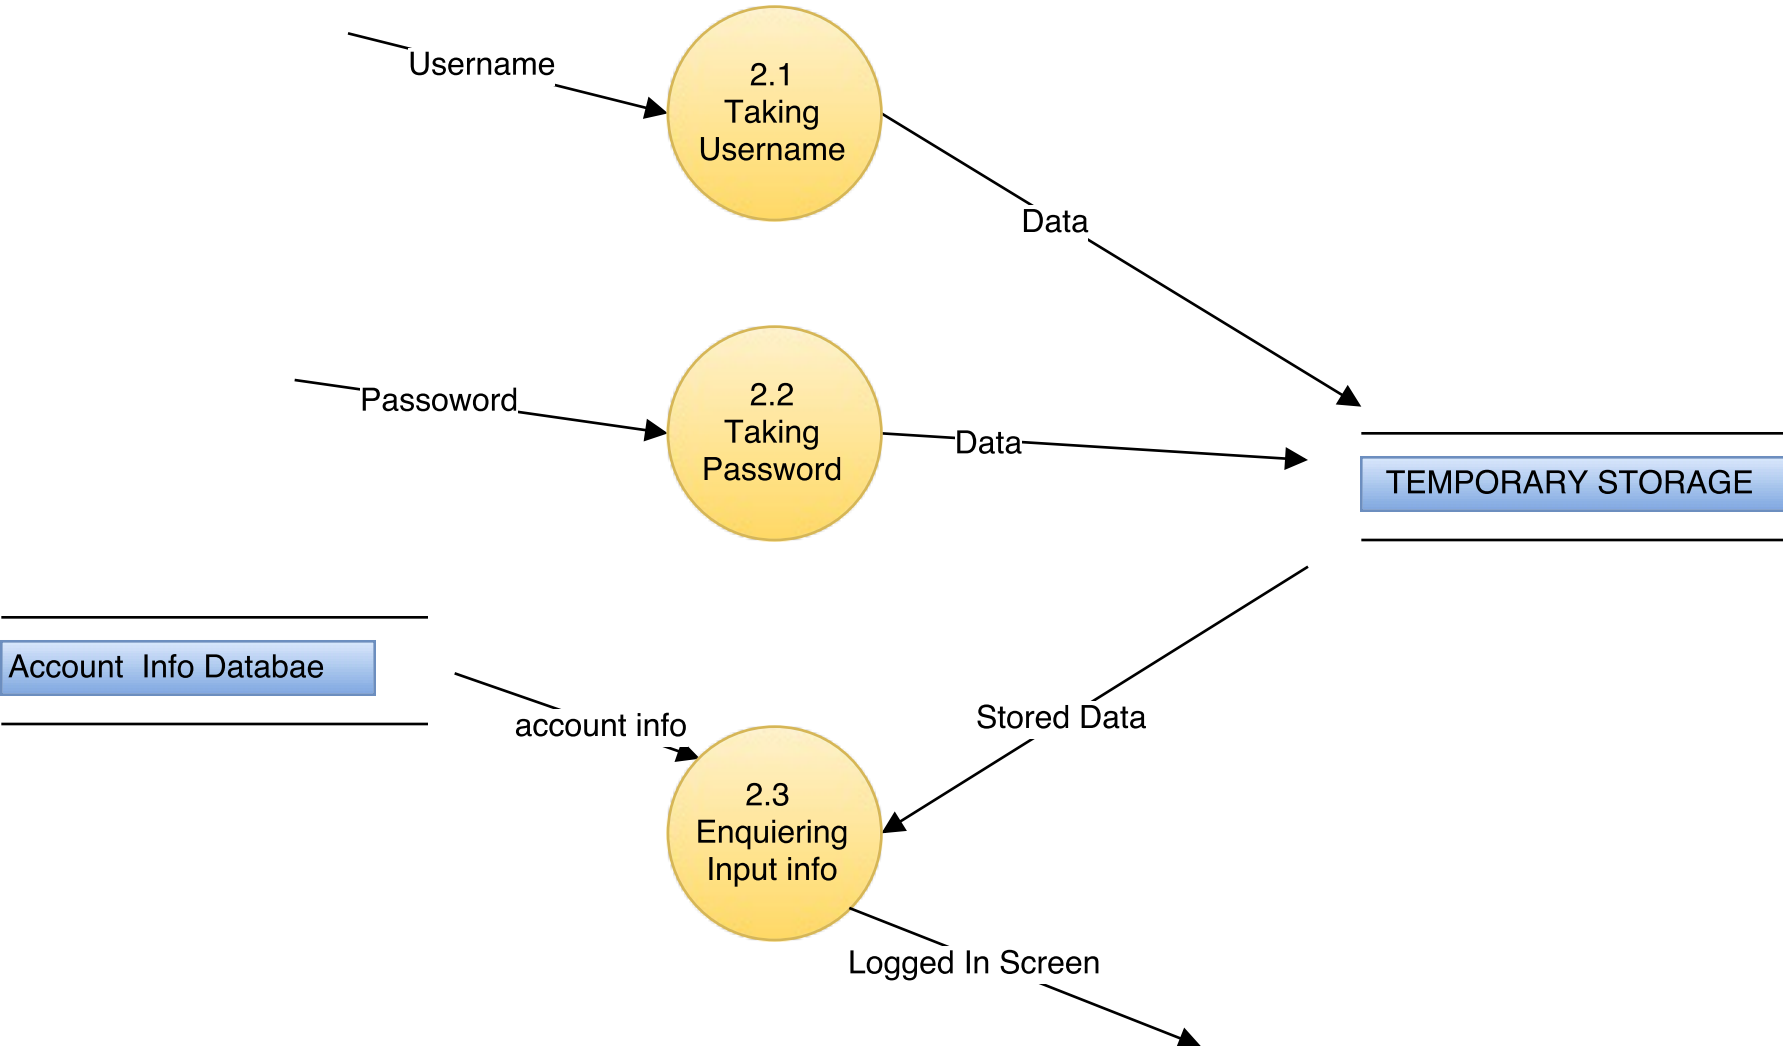 Username
2.1
Taking
Username
Data
Passoword
2.2
Taking
Password
Data
TEMPORARY STORAGE
Account  Info Databae
account info
Stored Data
2.3
Enquiering
Input info
Logged In Screen